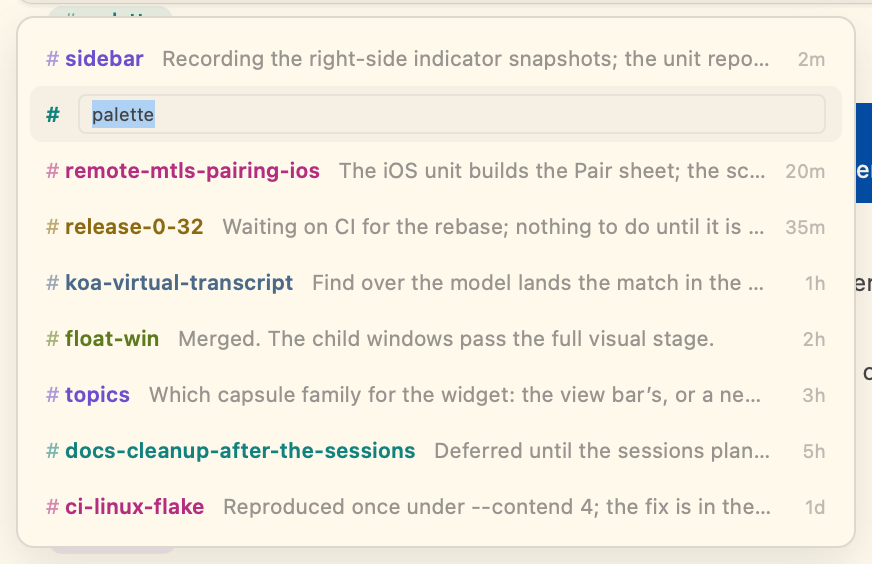 # sidebar Recording the right-side indicator snapshots; the unit repo... 2m
# palette
# remote-mtls-pairing-ios The iOS unit builds the Pair sheet; the sc... 20m
# release-0-32 Waiting on CI for the rebase; nothing to do until it is ... 35m
# koa-virtual-transcript Find over the model lands the match in the ... 1h
# float-win Merged. The child windows pass the full visual stage. 2h
# topics Which capsule family for the widget: the view bar’s, or a ne... 3h
# docs-cleanup-after-the-sessions Deferred until the sessions plan... 5h
# ci-linux-flake Reproduced once under --contend 4; the fix is in the... 1d